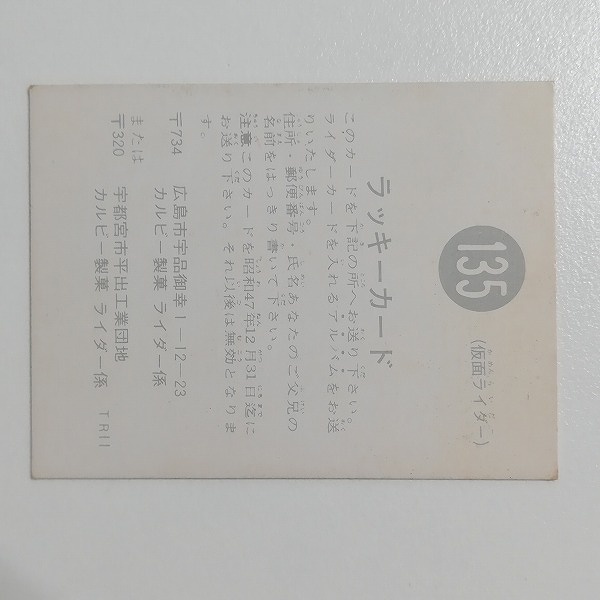 135
(仮面ライダー)
ラッキーカード
このカードを下記の所へお送り下さい。
ライダーカードを入れるアルバムをお送
りいたします。
住所・郵便番号・氏名あなたのご父兄の
名前をはっきり書いて下さい。
注意このカードを昭和47年12月31日迄に
お送り下さい。それ以後は無効となりま
す。
〒734 広島市宇品御幸1-12-23
カルビー製菓 ライダー係
または
〒320 宇都宮市平出工業団地
カルビー製菓 ライダー係 TR11